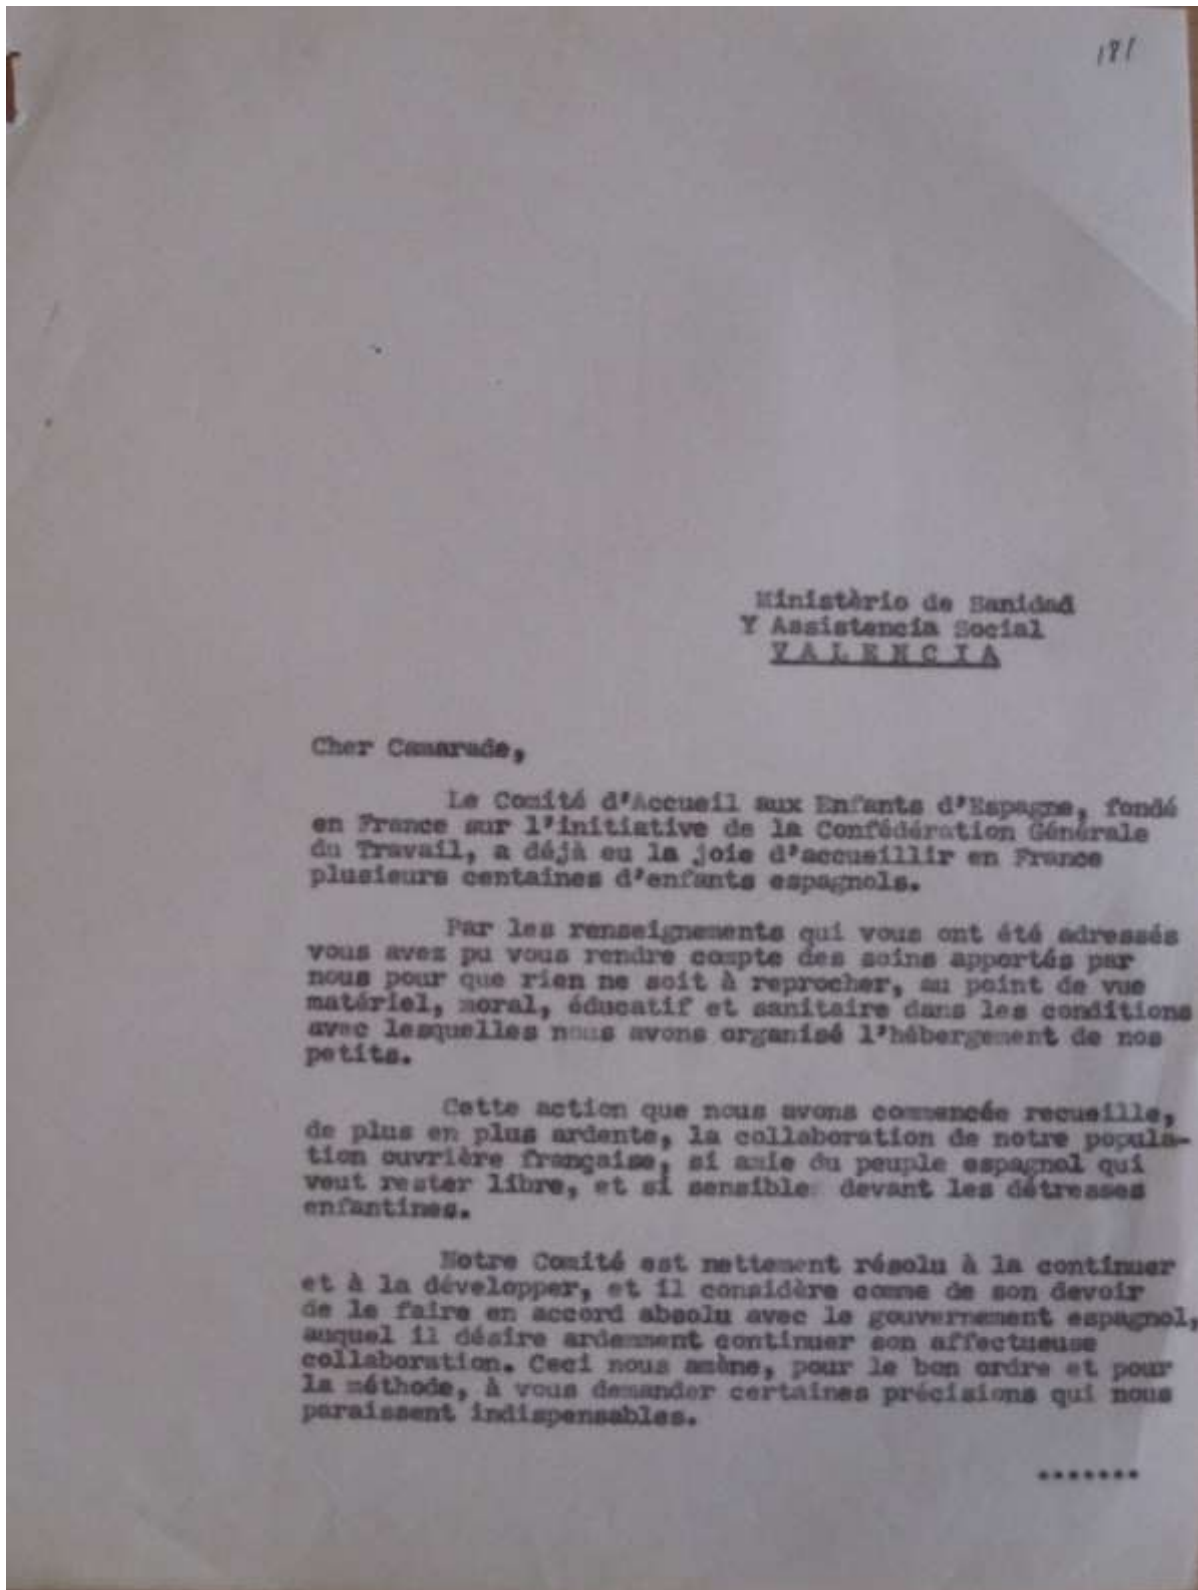 181
Ministèrio de Sanidad
Y Assistencia Social
VALENCIA
Cher Camarade,
Le Comité d'Accueil aux Enfants d'Espagne, fondé
en France sur l'initiative de la Confédération Générale
du Travail, a déjà eu la joie d'accueillir en France
plusieurs centaines d'enfants espagnols.
Par les renseignements qui vous ont été adressés
vous avez pu vous rendre compte des soins apportés par
nous pour que rien ne soit à reprocher, au point de vue
matériel, moral, éducatif et sanitaire dans les conditions
avec lesquelles nous avons organisé l'hébergement de nos
petits.
Cette action que nous avons commencée recueille,
de plus en plus ardente, la collaboration de notre popula-
tion ouvrière française, si amie du peuple espagnol qui
veut rester libre, et si sensible devant les détresses
enfantines.
Notre Comité est nettement résolu à la continuer
et à la développer, et il considère comme de son devoir
de le faire en accord absolu avec le gouvernement espagnol,
auquel il désire ardemment continuer son affectueuse
collaboration. Ceci nous amène, pour le bon ordre et pour
la méthode, à vous demander certaines précisions qui nous
paraissent indispensables.
.......